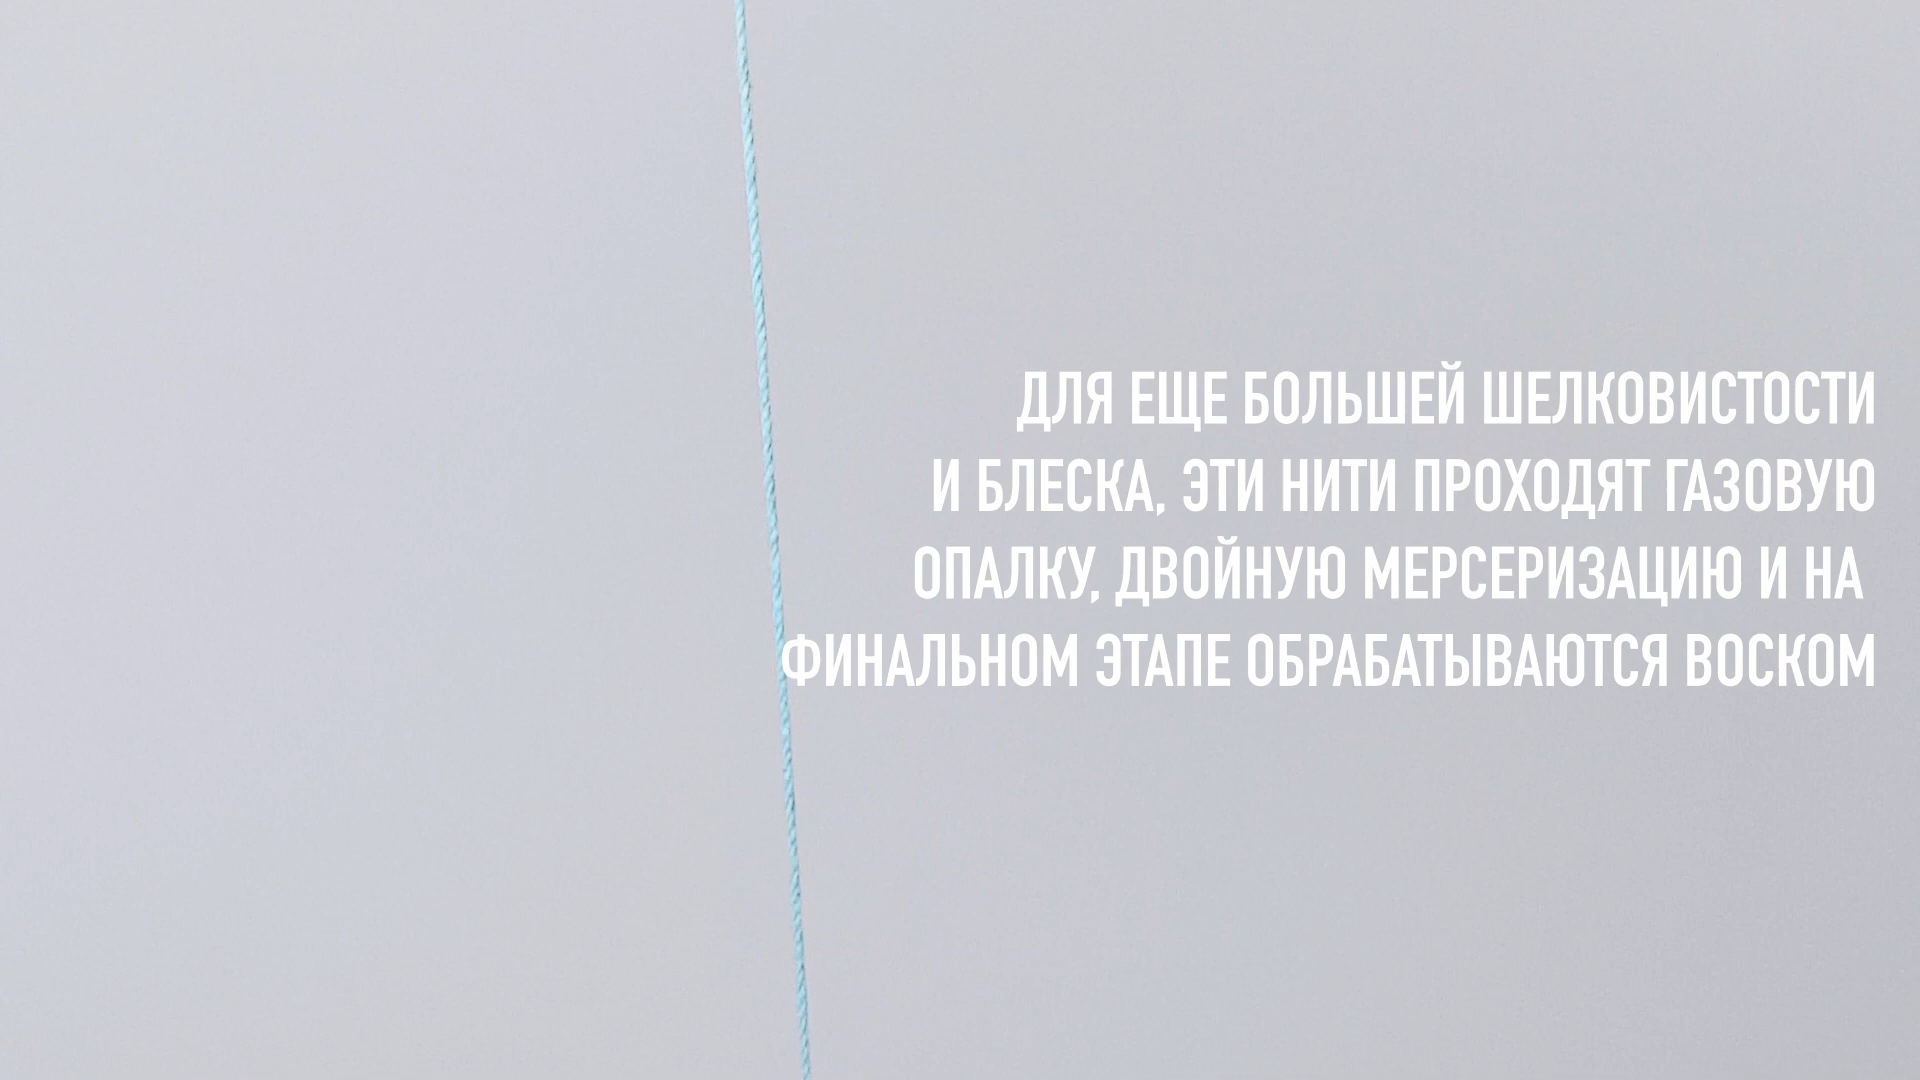 ДЛЯ ЕЩЕ БОЛЬШЕЙ ШЕЛКОВИСТОСТИ
И БЛЕСКА, ЭТИ НИТИ ПРОХОДЯТ ГАЗОВУЮ
ОПАЛКУ, ДВОЙНУЮ МЕРСЕРИЗАЦИЮ И НА
ФИНАЛЬНОМ ЭТАПЕ ОБРАБАТЫВАЮТСЯ ВОСКОМ